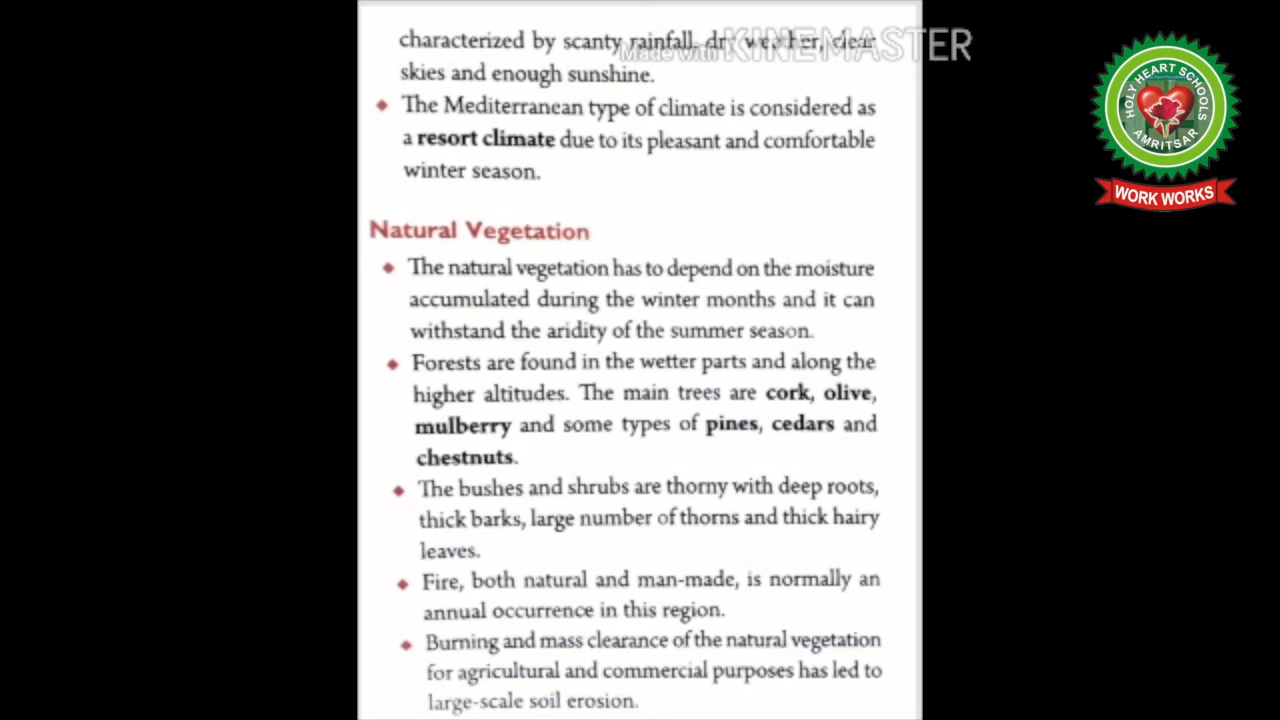 characterized by scanty rainfall, dry weather, clear
skies and enough sunshine.
The Mediterranean type of climate is considered as
a resort climate due to its pleasant and comfortable
winter season.
Natural Vegetation
The natural vegetation has to depend on the moisture
accumulated during the winter months and it can
withstand the aridity of the summer season.
Forests are found in the wetter parts and along the
higher altitudes. The main trees are cork, olive,
mulberry and some types of pines, cedars and
chestnuts.
The bushes and shrubs are thorny with deep roots,
thick barks, large number of thorns and thick hairy
leaves.
Fire, both natural and man-made, is normally an
annual occurrence in this region.
Burning and mass clearance of the natural vegetation
for agricultural and commercial purposes has led to
large-scale soil erosion.
Made with KINEMASTER
HOLY HEART SCHOOLS
AMRITSAR
WORK WORKS